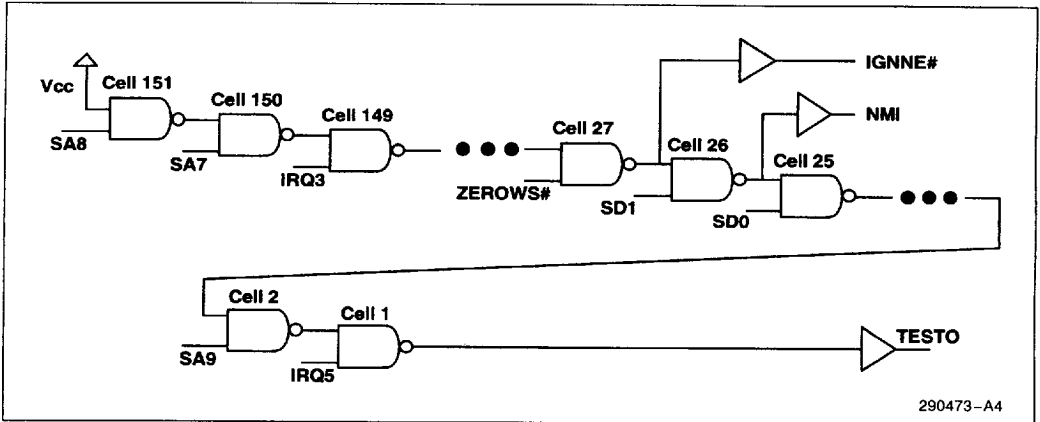 Vcc
Cell 151
SA8
Cell 150
SA7
Cell 149
IRQ3
Cell 27
ZEROWS#
Cell 26
SD1
Cell 25
SD0
IGNNE#
NMI
Cell 2
SA9
Cell 1
IRQ5
TESTO
290473–A4